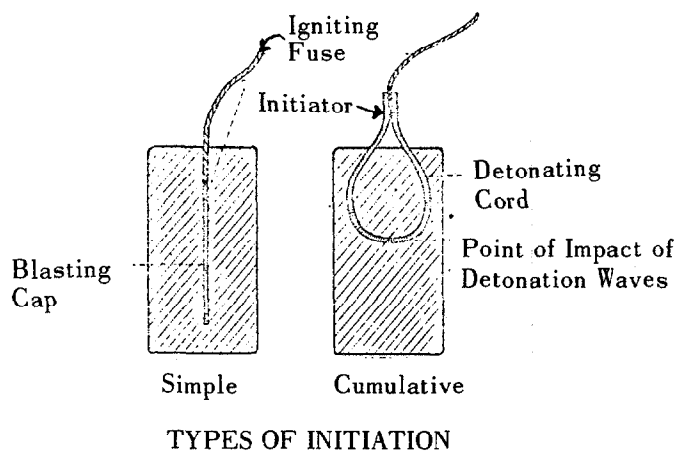 Igniting
Fuse
Initiator
Detonating
Cord
Point of Impact of
Detonation Waves
Blasting
Cap
Simple
Cumulative
TYPES OF INITIATION